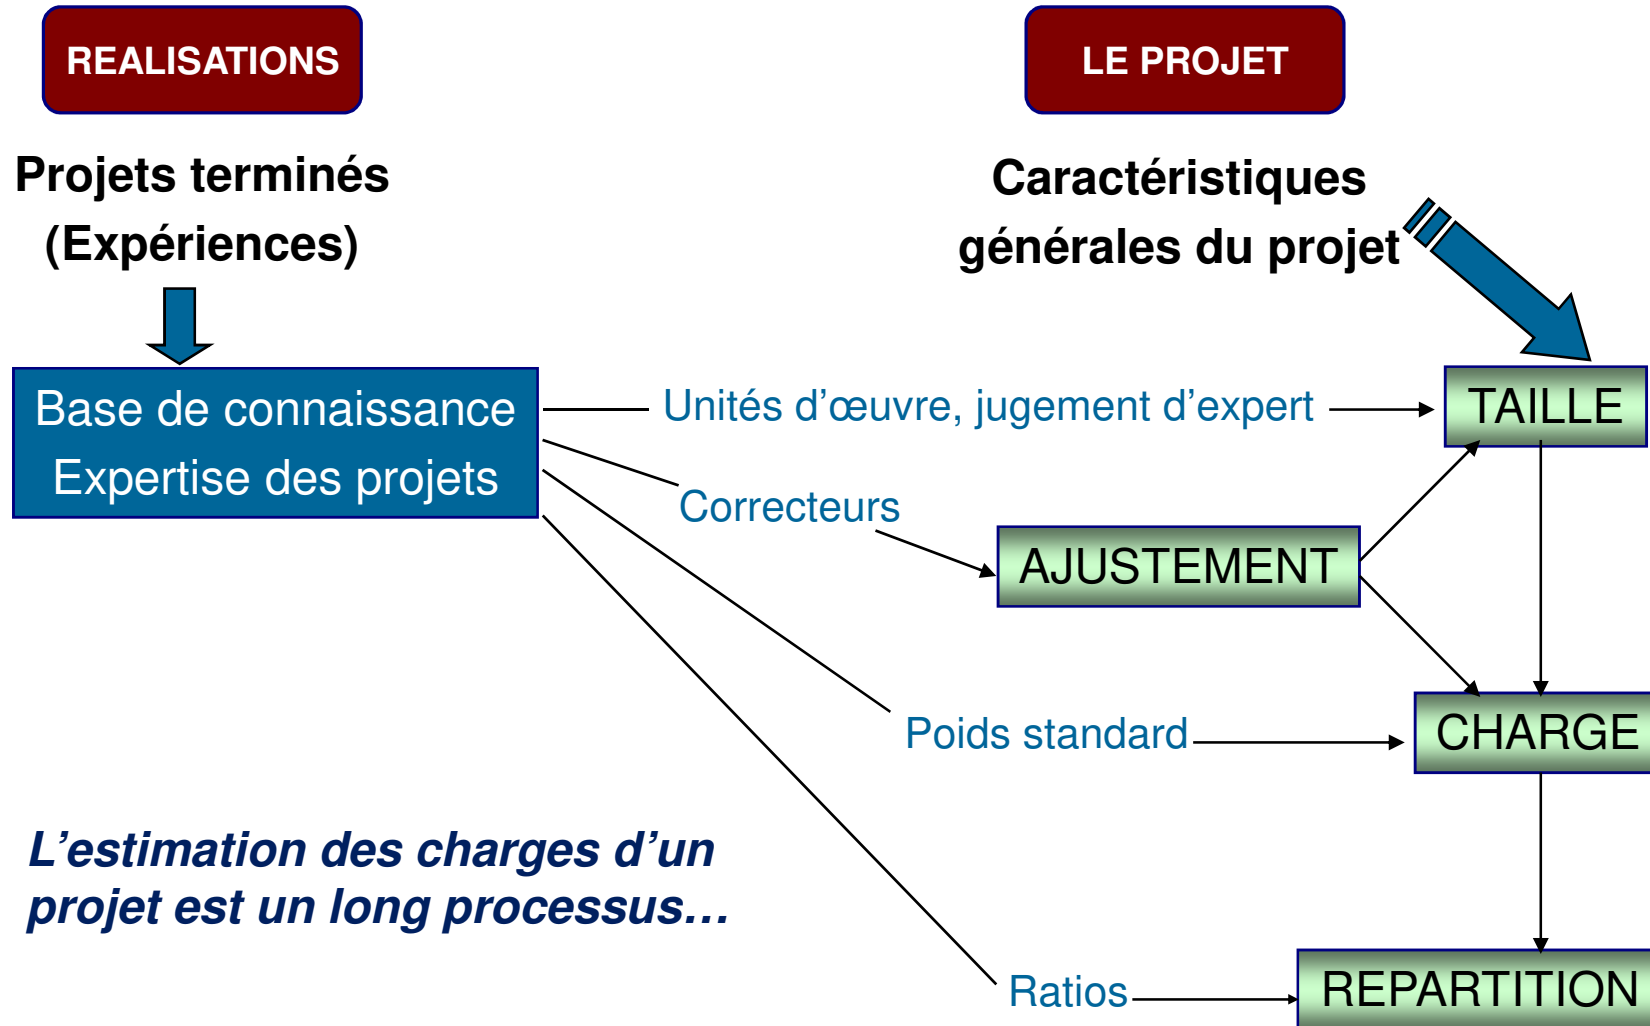 REALISATIONS
LE PROJET
Projets terminés
(Expériences)
Caractéristiques
générales du projet
Base de connaissance
Expertise des projets
Unités d’œuvre, jugement d’expert
TAILLE
Correcteurs
AJUSTEMENT
Poids standard
CHARGE
L’estimation des charges d’un
projet est un long processus…
Ratios
REPARTITION